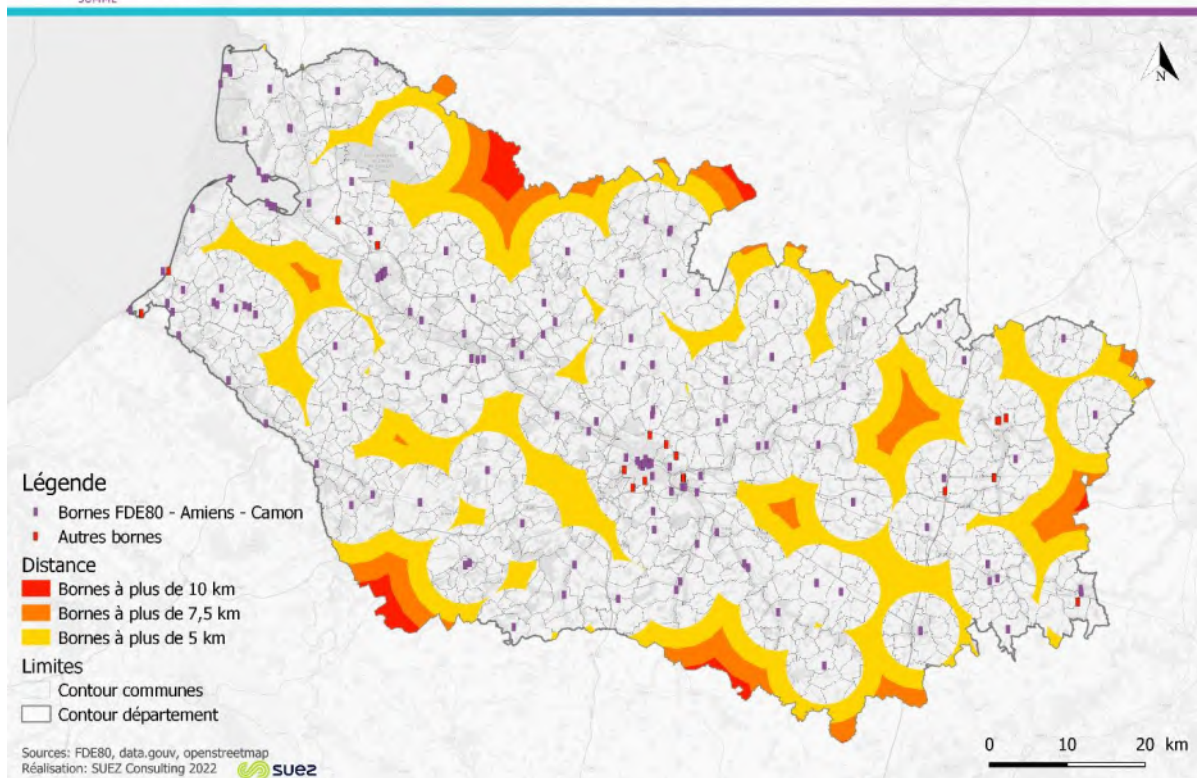 SOMME
N
Légende
Bornes FDE80 - Amiens - Camon
Autres bornes
Distance
Bornes à plus de 10 km
Bornes à plus de 7,5 km
Bornes à plus de 5 km
Limites
Contour communes
Contour département
Sources: FDE80, data.gouv, openstreetmap
Réalisation: SUEZ Consulting 2022
suez
0 10 20 km